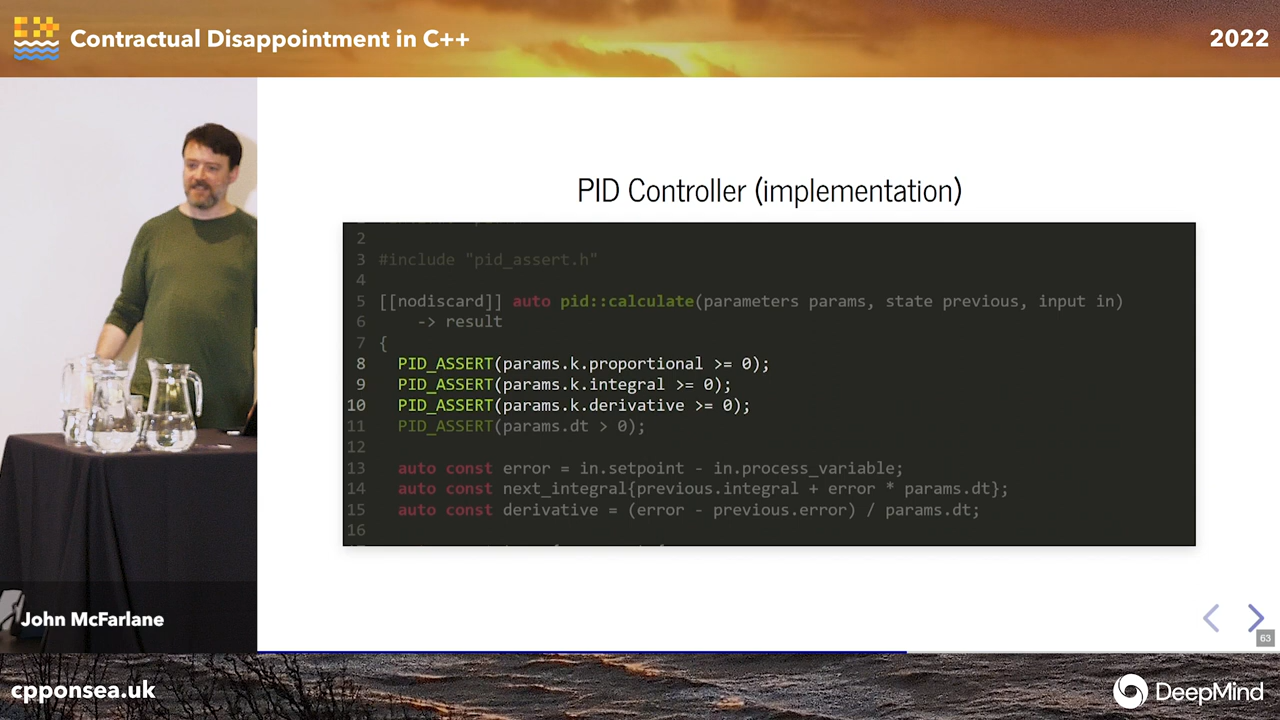 Contractual Disappointment in C++
2022
PID Controller (implementation)
2
3 #include "pid_assert.h"
4
5 [[nodiscard]] auto pid::calculate(parameters params, state previous, input in)
6 -> result
7 {
8 PID_ASSERT(params.k.proportional >= 0);
9 PID_ASSERT(params.k.integral >= 0);
10 PID_ASSERT(params.k.derivative >= 0);
11 PID_ASSERT(params.dt > 0);
12
13 auto const error = in.setpoint - in.process_variable;
14 auto const next_integral{previous.integral + error * params.dt};
15 auto const derivative = (error - previous.error) / params.dt;
16
John McFarlane
63
cpponsea.uk
DeepMind